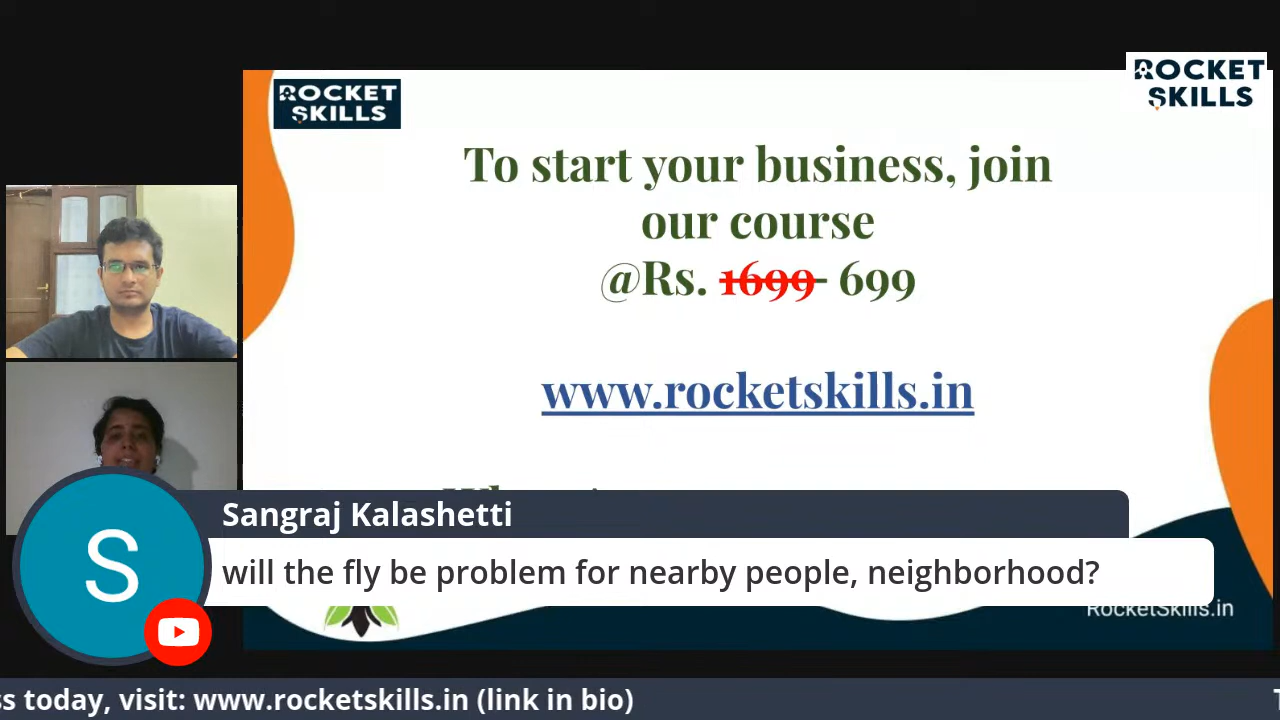 ROCKET
SKILLS
ROCKET
SKILLS
To start your business, join
our course
@Rs. 1699- 699
www.rocketskills.in
Sangraj Kalashetti
S
will the fly be problem for nearby people, neighborhood?
RocketSkills.in
ss today, visit: www.rocketskills.in (link in bio)